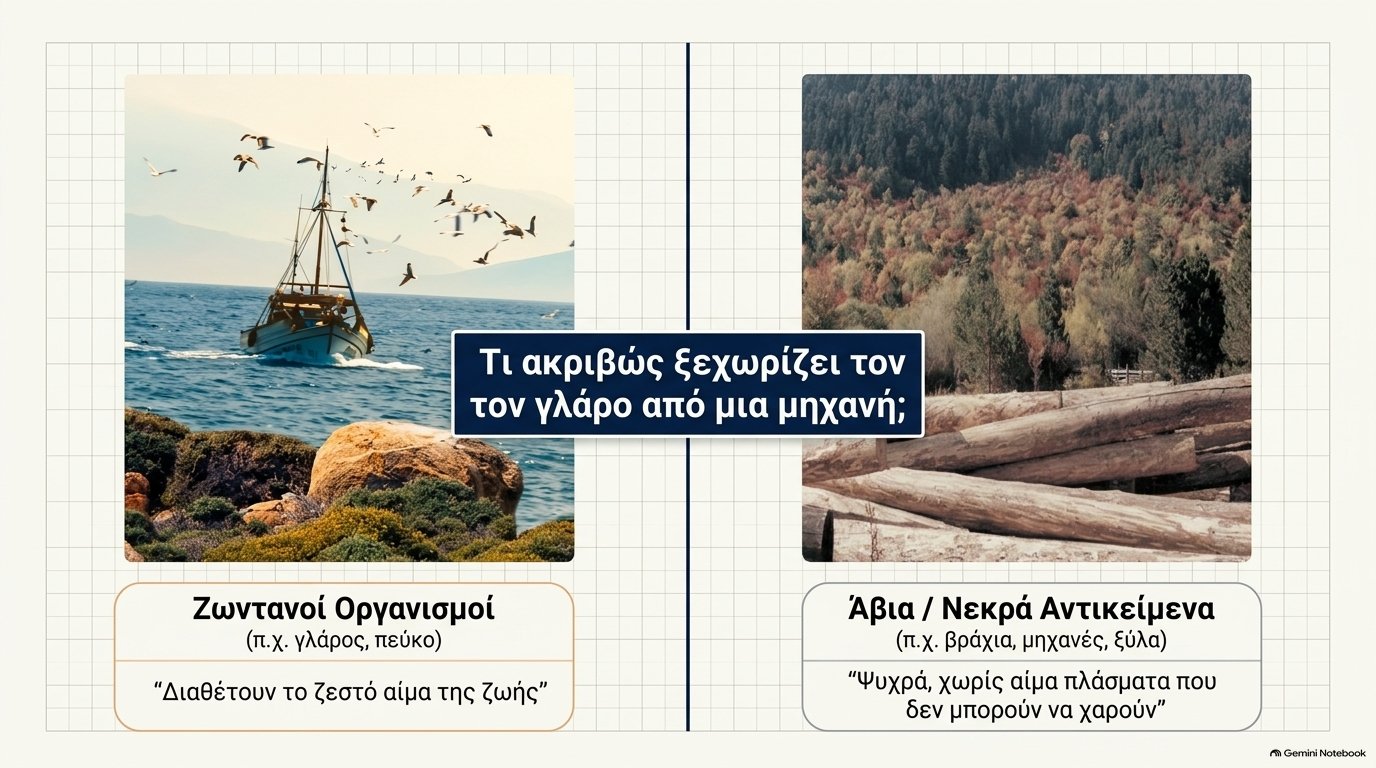 Τι ακριβώς ξεχωρίζει τον
τον γλάρο από μια μηχανή;
Ζωντανοί Οργανισμοί
(π.χ. γλάρος, πεύκο)
“Διαθέτουν το ζεστό αίμα της ζωής”
Άβια / Νεκρά Αντικείμενα
(π.χ. βράχια, μηχανές, ξύλα)
“Ψυχρά, χωρίς αίμα πλάσματα που
δεν μπορούν να χαρούν”
Gemini Notebook